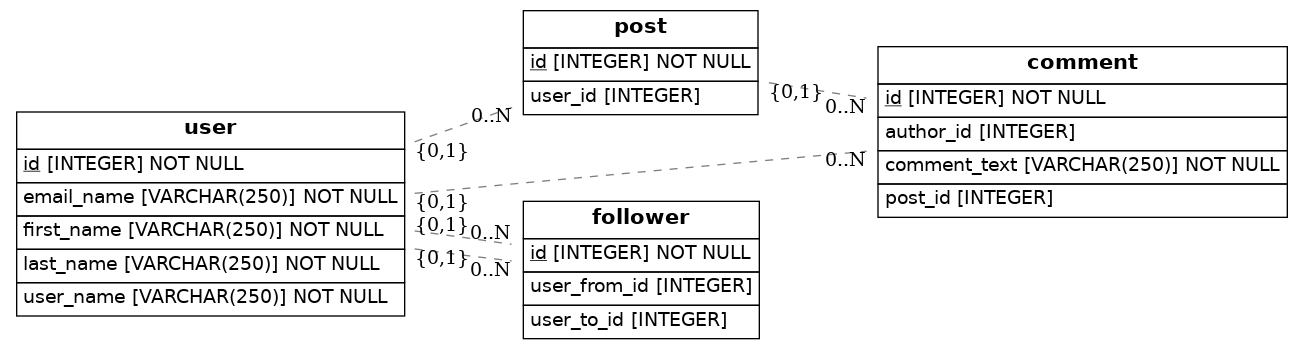 user
id [INTEGER] NOT NULL
email_name [VARCHAR(250)] NOT NULL
first_name [VARCHAR(250)] NOT NULL
last_name [VARCHAR(250)] NOT NULL
user_name [VARCHAR(250)] NOT NULL
{0,1}
0..N
{0,1}
0..N
{0,1}
0..N
{0,1}
0..N
post
id [INTEGER] NOT NULL
user_id [INTEGER]
{0,1}
0..N
follower
id [INTEGER] NOT NULL
user_from_id [INTEGER]
user_to_id [INTEGER]
comment
id [INTEGER] NOT NULL
author_id [INTEGER]
comment_text [VARCHAR(250)] NOT NULL
post_id [INTEGER]